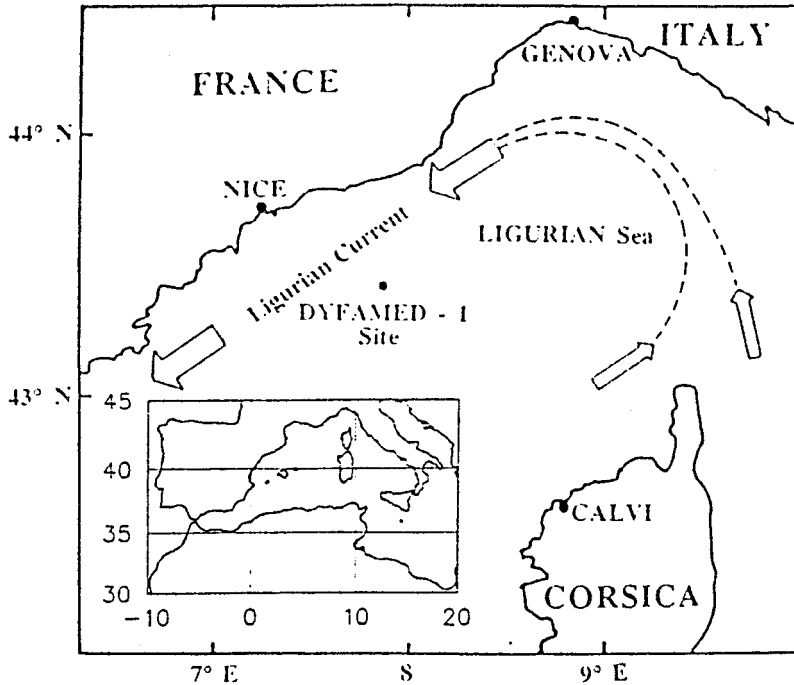 ITALY
GENOVA
FRANCE
44° N
NICE
Ligurian Current
LIGURIAN Sea
DYFAMED - 1
Site
43° N
45
40
35
30
-10
0
10
20
CALVI
CORSICA
7° E
8
9° E